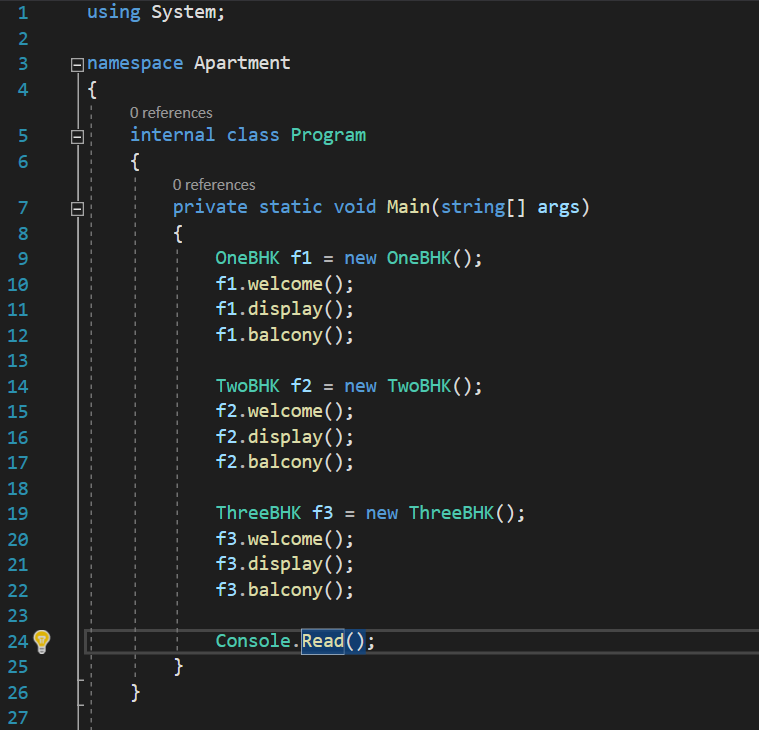 1 using System;
2
3 namespace Apartment
4 {
0 references
5 internal class Program
6 {
0 references
7 private static void Main(string[] args)
8 {
9 OneBHK f1 = new OneBHK();
10 f1.welcome();
11 f1.display();
12 f1.balcony();
13
14 TwoBHK f2 = new TwoBHK();
15 f2.welcome();
16 f2.display();
17 f2.balcony();
18
19 ThreeBHK f3 = new ThreeBHK();
20 f3.welcome();
21 f3.display();
22 f3.balcony();
23
24 Console.Read();
25 }
26 }
27